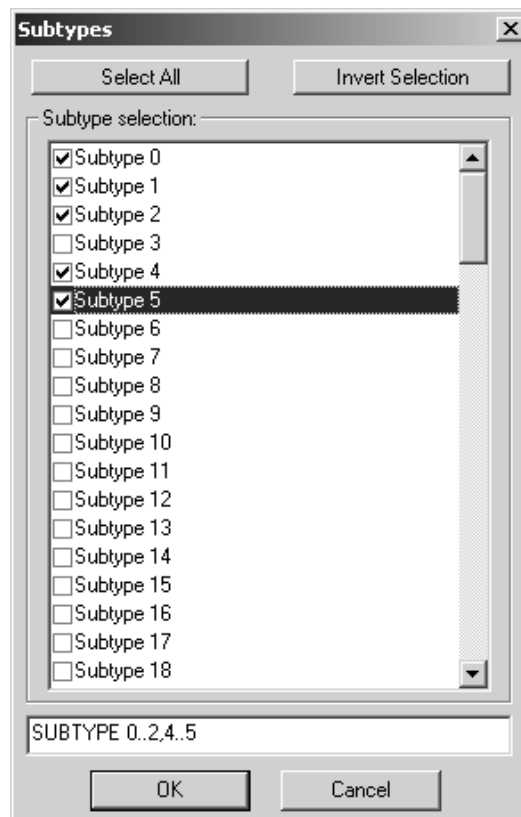 Subtypes
Select All Invert Selection
Subtype selection:
Subtype 0
Subtype 1
Subtype 2
Subtype 3
Subtype 4
Subtype 5
Subtype 6
Subtype 7
Subtype 8
Subtype 9
Subtype 10
Subtype 11
Subtype 12
Subtype 13
Subtype 14
Subtype 15
Subtype 16
Subtype 17
Subtype 18
SUBTYPE 0..2,4..5
OK Cancel